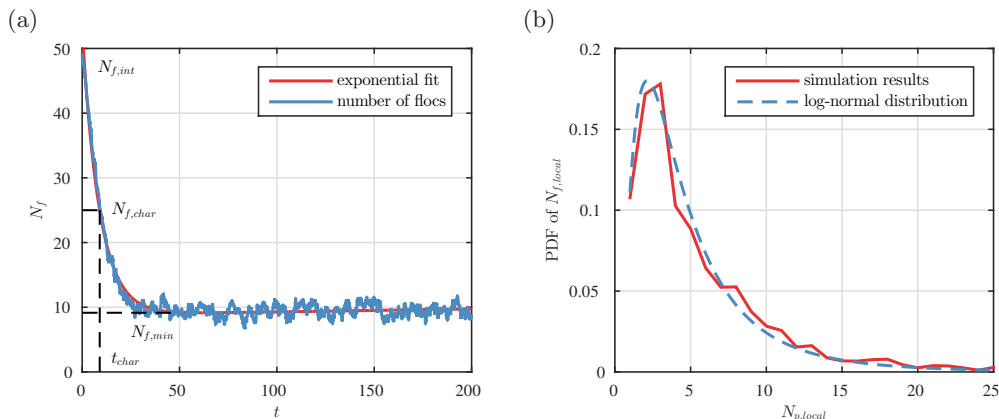 (a)
50
40
30
20
10
0
N_{f,int}
exponential fit
number of flocs
N_f
N_{f,char}
N_{f,min}
t_{char}
0
50
100
150
200
t
(b)
0.2
0.15
0.1
0.05
0
simulation results
log-normal distribution
PDF of N_{f,local}
0
5
10
15
20
25
N_{p,local}